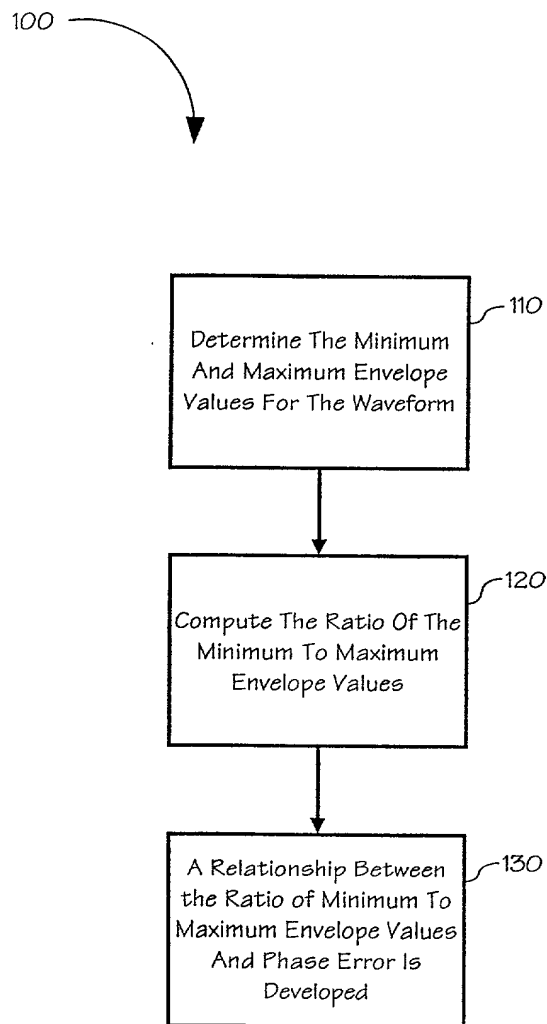 100
110
Determine The Minimum
And Maximum Envelope
Values For The Waveform
120
Compute The Ratio Of The
Minimum To Maximum
Envelope Values
130
A Relationship Between
the Ratio of Minimum To
Maximum Envelope Values
And Phase Error Is
Developed